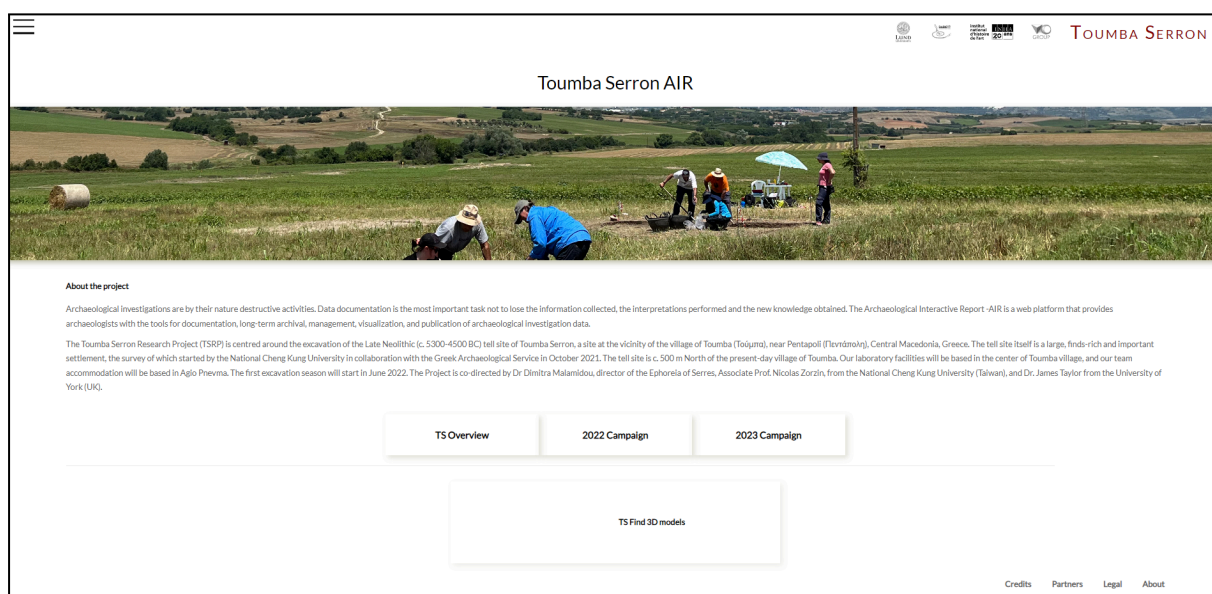 LUND
institut
national
d'histoire
de l'art
INHA
20 ans
GROUP
TOUMBA SERRON
Toumba Serron AIR
About the project
Archaeological investigations are by their nature destructive activities. Data documentation is the most important task not to lose the information collected, the interpretations performed and the new knowledge obtained. The Archaeological Interactive Report -AIR is a web platform that provides
archaeologists with the tools for documentation, long-term archival, management, visualization, and publication of archaeological investigation data.
The Toumba Serron Research Project (TSRP) is centred around the excavation of the Late Neolithic (c. 5300-4500 BC) tell site of Toumba Serron, a site at the vicinity of the village of Toumba (Τούμπα), near Pentapoli (Πεντάπολη), Central Macedonia, Greece. The tell site itself is a large, finds-rich and important
settlement, the survey of which started by the National Cheng Kung University in collaboration with the Greek Archaeological Service in October 2021. The tell site is c. 500 m North of the present-day village of Toumba. Our laboratory facilities will be based in the center of Toumba village, and our team
accommodation will be based in Agio Pnevma. The first excavation season will start in June 2022. The Project is co-directed by Dr Dimitra Malamidou, director of the Ephoreia of Serres, Associate Prof. Nicolas Zorzin, from the National Cheng Kung University (Taiwan), and Dr. James Taylor from the University of
York (UK).
TS Overview
2022 Campaign
2023 Campaign
TS Find 3D models
Credits Partners Legal About